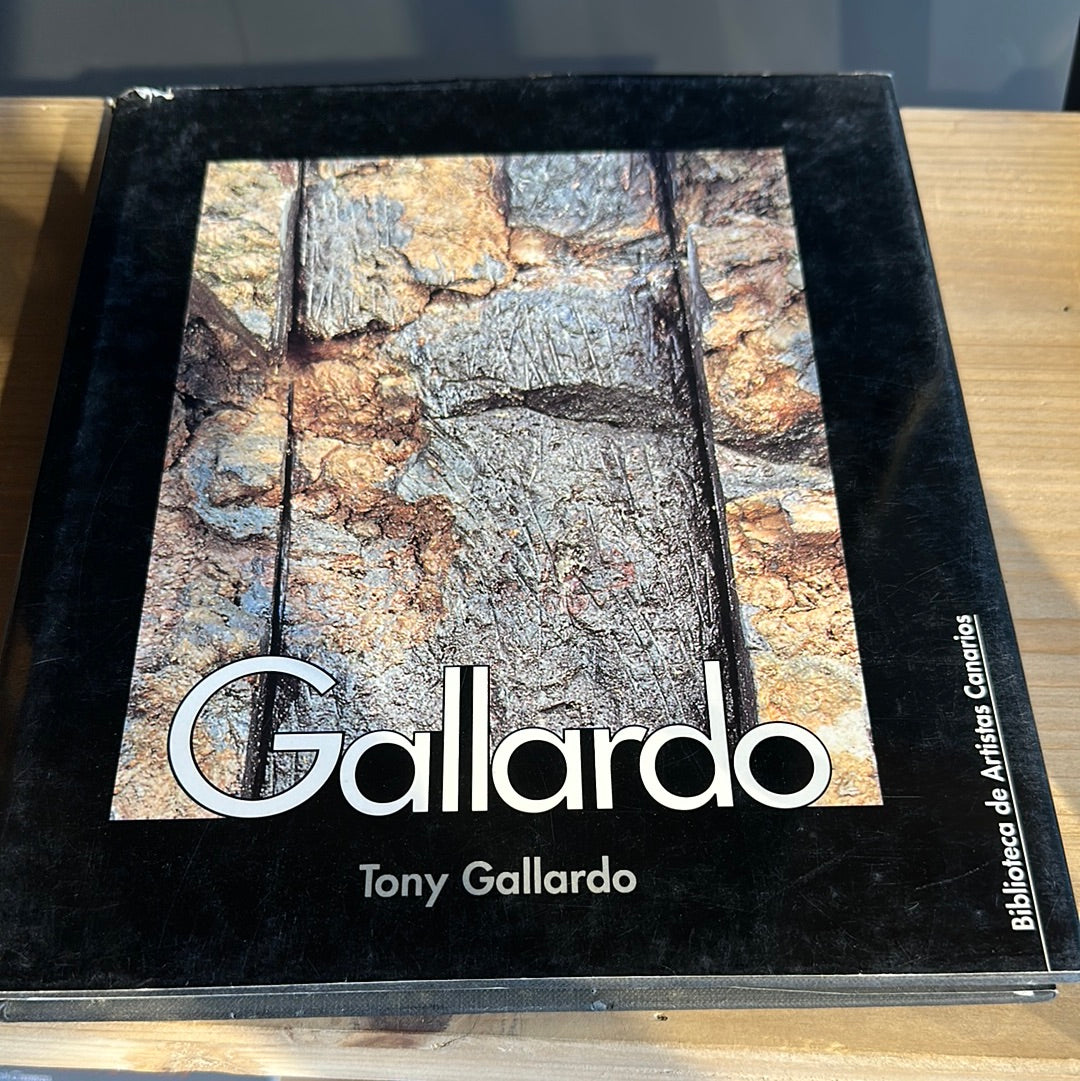 Gallardo
Tony Gallardo
Biblioteca de Artistas Canarios